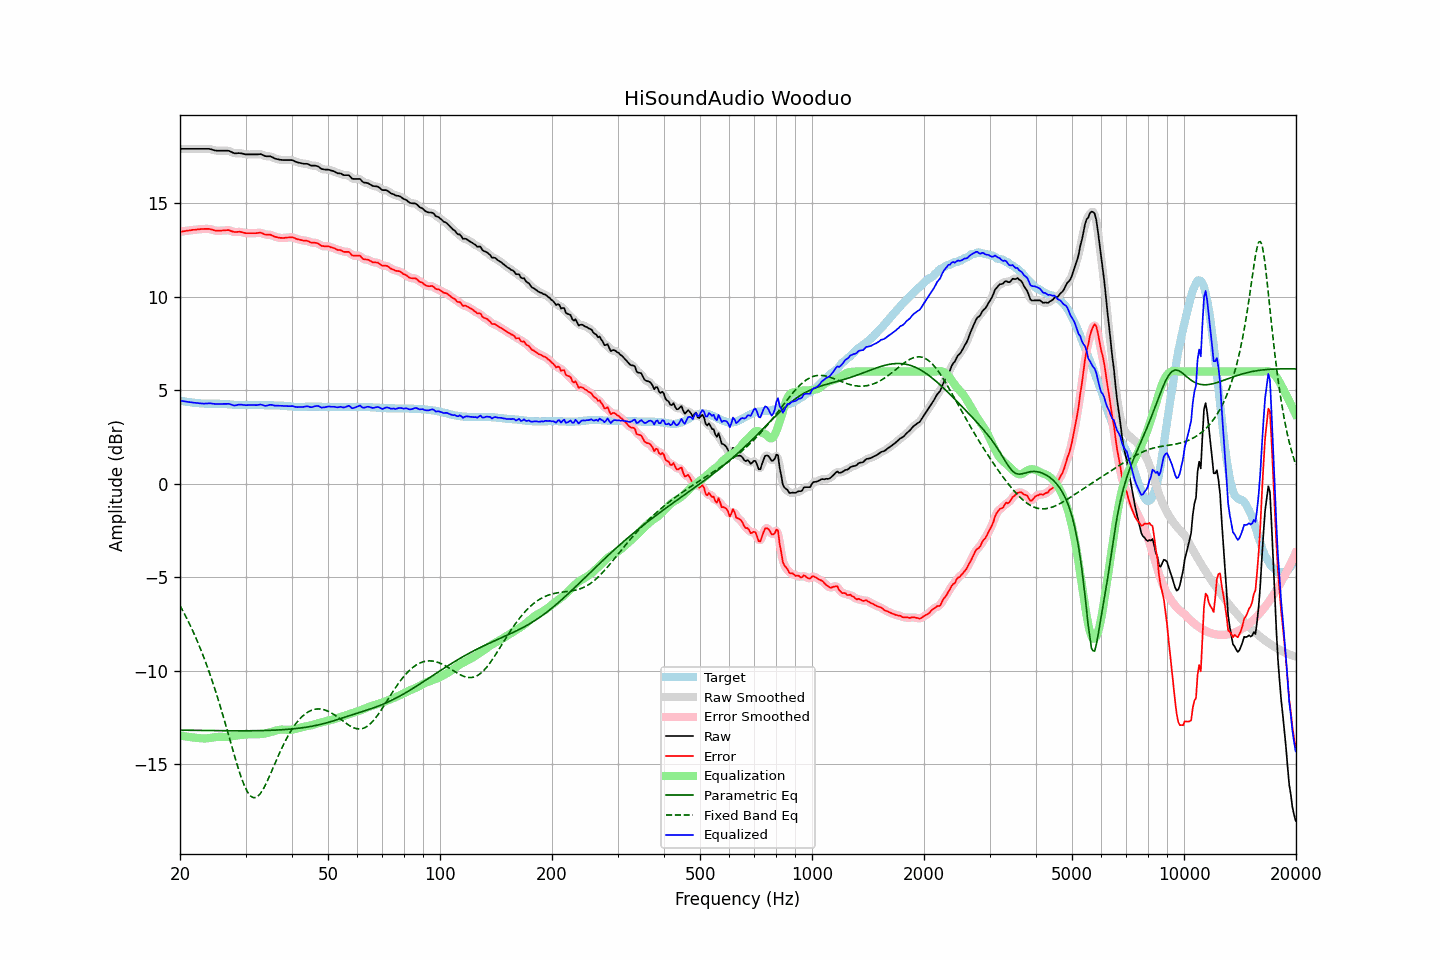 HiSoundAudio Wooduo
Amplitude (dBr)
15
10
5
0
−5
−10
−15
Target
Raw Smoothed
Error Smoothed
Raw
Error
Equalization
Parametric Eq
Fixed Band Eq
Equalized
20 50 100 200 500 1000 2000 5000 10000 20000
Frequency (Hz)